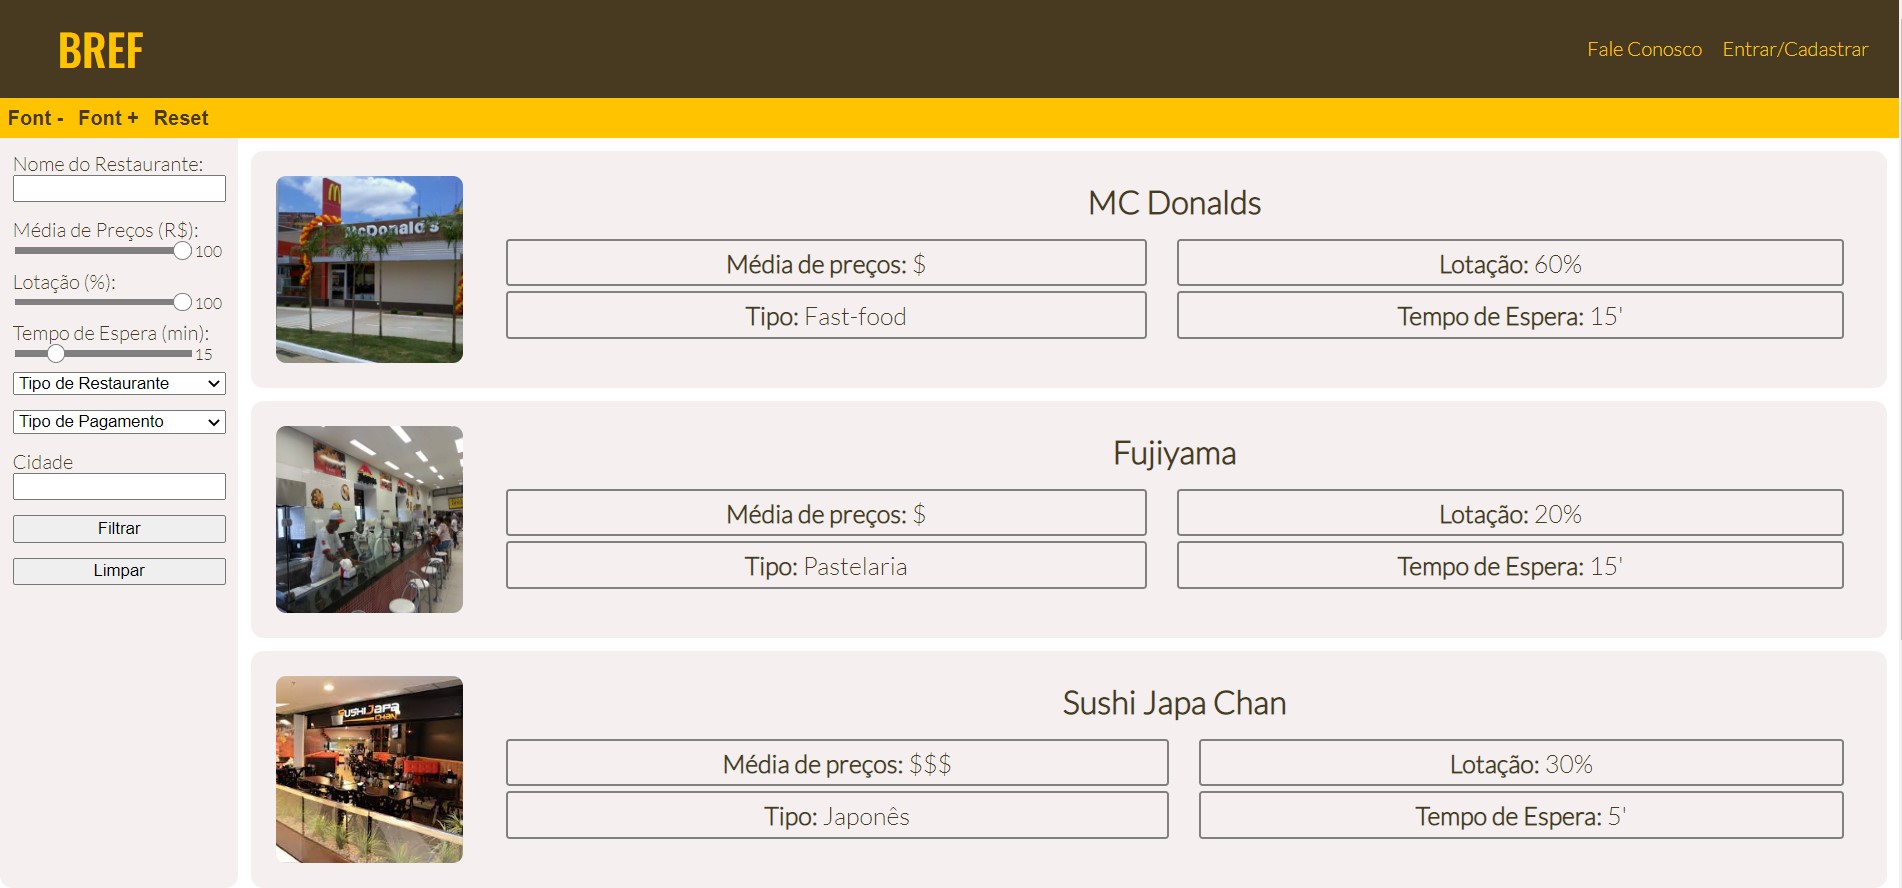 BREF
Fale Conosco Entrar/Cadastrar
Font - Font + Reset
Nome do Restaurante:
Média de Preços (R$):
100
Lotação (%):
100
Tempo de Espera (min):
15
Tipo de Restaurante
Tipo de Pagamento
Cidade
Filtrar
Limpar
McDonald's
MC Donalds
Média de preços: $
Lotação: 60%
Tipo: Fast-food
Tempo de Espera: 15'
Fujiyama
Média de preços: $
Lotação: 20%
Tipo: Pastelaria
Tempo de Espera: 15'
SUSHI JAPA
CHAN
Sushi Japa Chan
Média de preços: $$$
Lotação: 30%
Tipo: Japonês
Tempo de Espera: 5'